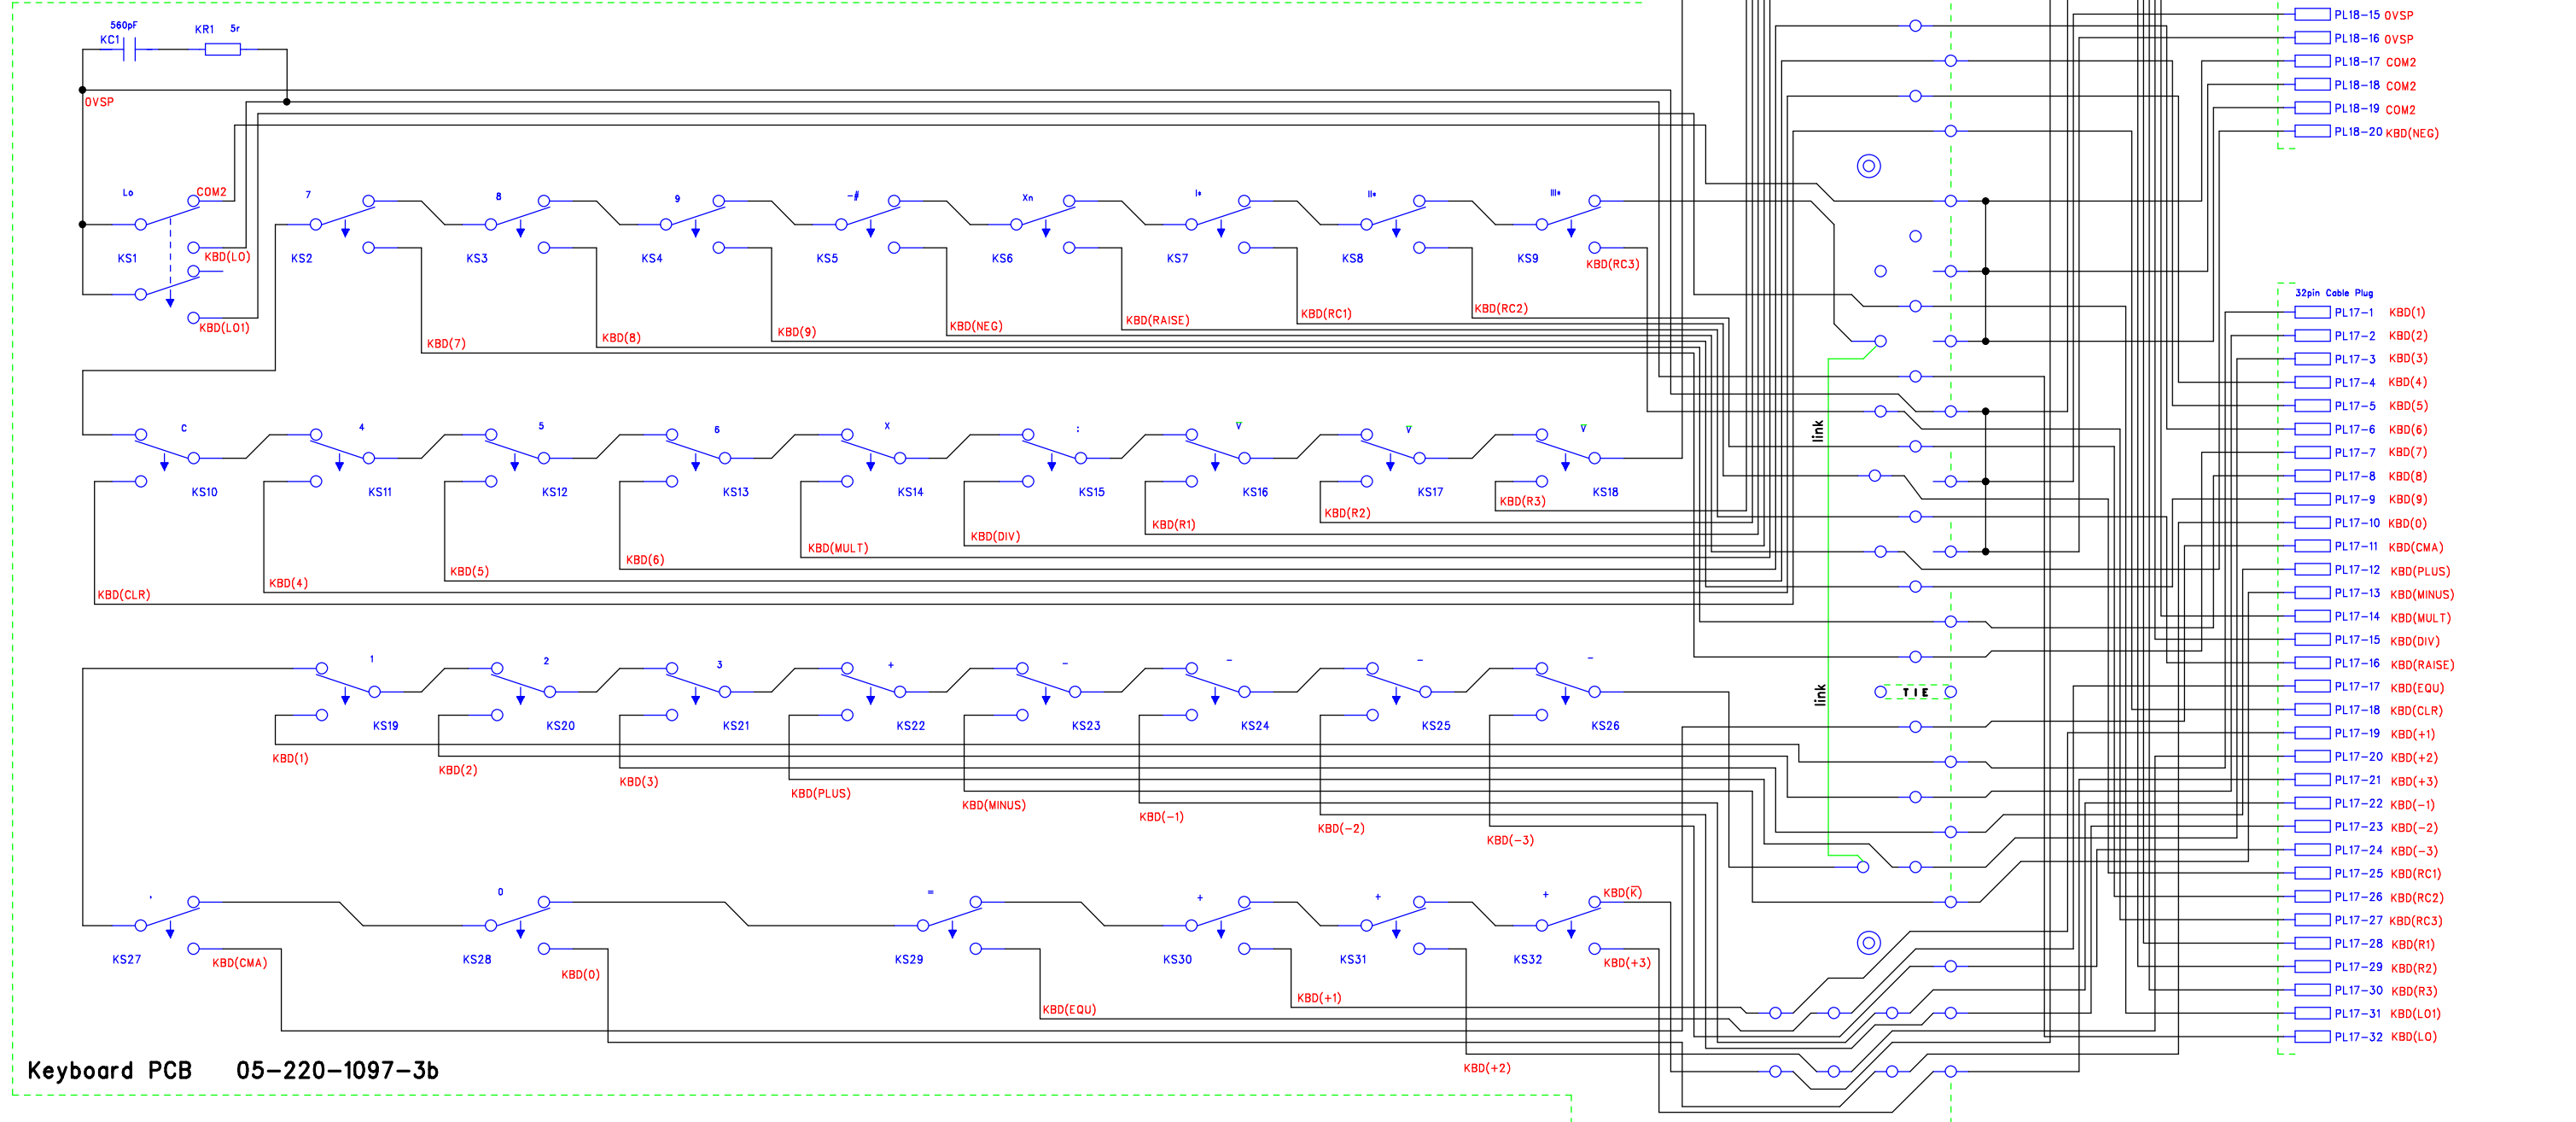 560pF
KC1
KR1 5r
0VSP
Lo
COM2
KS1
KBD(LO)
KBD(LO1)
7
8
9
-#
Xn
I*
II*
III*
KS2
KS3
KS4
KS5
KS6
KS7
KS8
KS9
KBD(7)
KBD(8)
KBD(9)
KBD(NEG)
KBD(RAISE)
KBD(RC1)
KBD(RC2)
KBD(RC3)
C
4
5
6
X
:
V
V
V
KS10
KS11
KS12
KS13
KS14
KS15
KS16
KS17
KS18
KBD(CLR)
KBD(4)
KBD(5)
KBD(6)
KBD(MULT)
KBD(DIV)
KBD(R1)
KBD(R2)
KBD(R3)
1
2
3
+
-
-
-
-
KS19
KS20
KS21
KS22
KS23
KS24
KS25
KS26
KBD(1)
KBD(2)
KBD(3)
KBD(PLUS)
KBD(MINUS)
KBD(-1)
KBD(-2)
KBD(-3)
'
0
=
+
+
+
KBD(K̅)
KS27
KS28
KS29
KS30
KS31
KS32
KBD(CMA)
KBD(0)
KBD(EQU)
KBD(+1)
KBD(+2)
KBD(+3)
Keyboard PCB 05-220-1097-3b
link
link
TIE
PL18-15 0VSP
PL18-16 0VSP
PL18-17 COM2
PL18-18 COM2
PL18-19 COM2
PL18-20 KBD(NEG)
32pin Cable Plug
PL17-1 KBD(1)
PL17-2 KBD(2)
PL17-3 KBD(3)
PL17-4 KBD(4)
PL17-5 KBD(5)
PL17-6 KBD(6)
PL17-7 KBD(7)
PL17-8 KBD(8)
PL17-9 KBD(9)
PL17-10 KBD(0)
PL17-11 KBD(CMA)
PL17-12 KBD(PLUS)
PL17-13 KBD(MINUS)
PL17-14 KBD(MULT)
PL17-15 KBD(DIV)
PL17-16 KBD(RAISE)
PL17-17 KBD(EQU)
PL17-18 KBD(CLR)
PL17-19 KBD(+1)
PL17-20 KBD(+2)
PL17-21 KBD(+3)
PL17-22 KBD(-1)
PL17-23 KBD(-2)
PL17-24 KBD(-3)
PL17-25 KBD(RC1)
PL17-26 KBD(RC2)
PL17-27 KBD(RC3)
PL17-28 KBD(R1)
PL17-29 KBD(R2)
PL17-30 KBD(R3)
PL17-31 KBD(LO1)
PL17-32 KBD(LO)